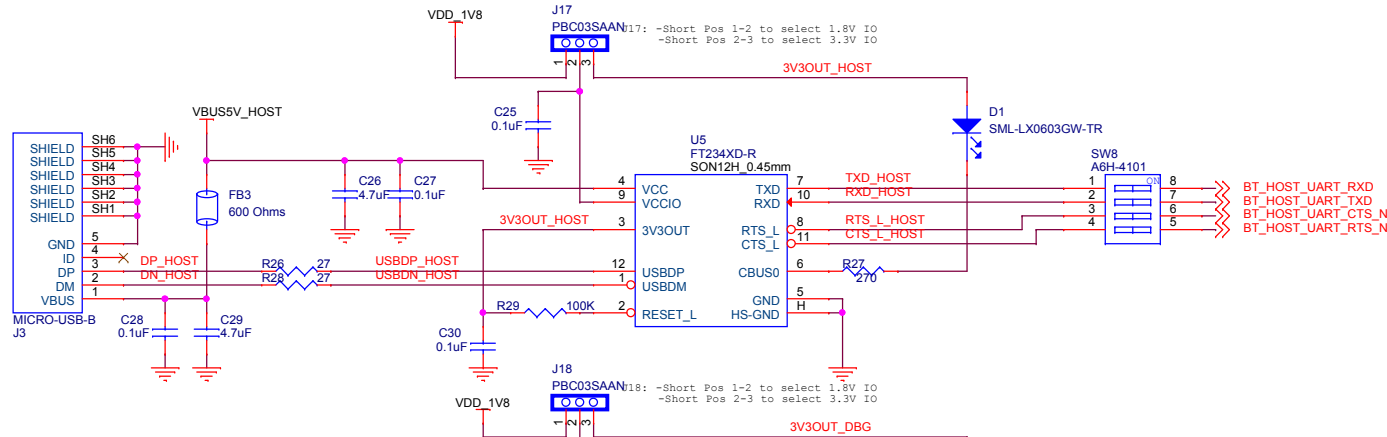 J17
VDD_1V8
PBC03SAAN
J17: -Short Pos 1-2 to select 1.8V IO
-Short Pos 2-3 to select 3.3V IO
1
2
3
3V3OUT_HOST
VBUS5V_HOST
C25
0.1uF
D1
SML-LX0603GW-TR
U5
FT234XD-R
SON12H_0.45mm
SW8
A6H-4101
SHIELD SH6
SHIELD SH5
SHIELD SH4
SHIELD SH3
SHIELD SH2
SHIELD SH1
GND 5
ID 4
DP 3
DM 2
VBUS 1
MICRO-USB-B
J3
FB3
600 Ohms
C26
4.7uF
C27
0.1uF
4 VCC
9 VCCIO
3V3OUT_HOST 3 3V3OUT
DP_HOST R26 27 USBDP_HOST 12 USBDP
DN_HOST R28 27 USBDN_HOST 1 USBDM
R29 100K 2 RESET_L
TXD 7 TXD_HOST
RXD 10 RXD_HOST
RTS_L 8 RTS_L_HOST
CTS_L 11 CTS_L_HOST
CBUS0 6 R27
270
GND 5
HS-GND H
ON
1 8 BT_HOST_UART_RXD
2 7 BT_HOST_UART_TXD
3 6 BT_HOST_UART_CTS_N
4 5 BT_HOST_UART_RTS_N
C28
0.1uF
C29
4.7uF
C30
0.1uF
J18
PBC03SAAN
J18: -Short Pos 1-2 to select 1.8V IO
-Short Pos 2-3 to select 3.3V IO
VDD_1V8
1
2
3
3V3OUT_DBG